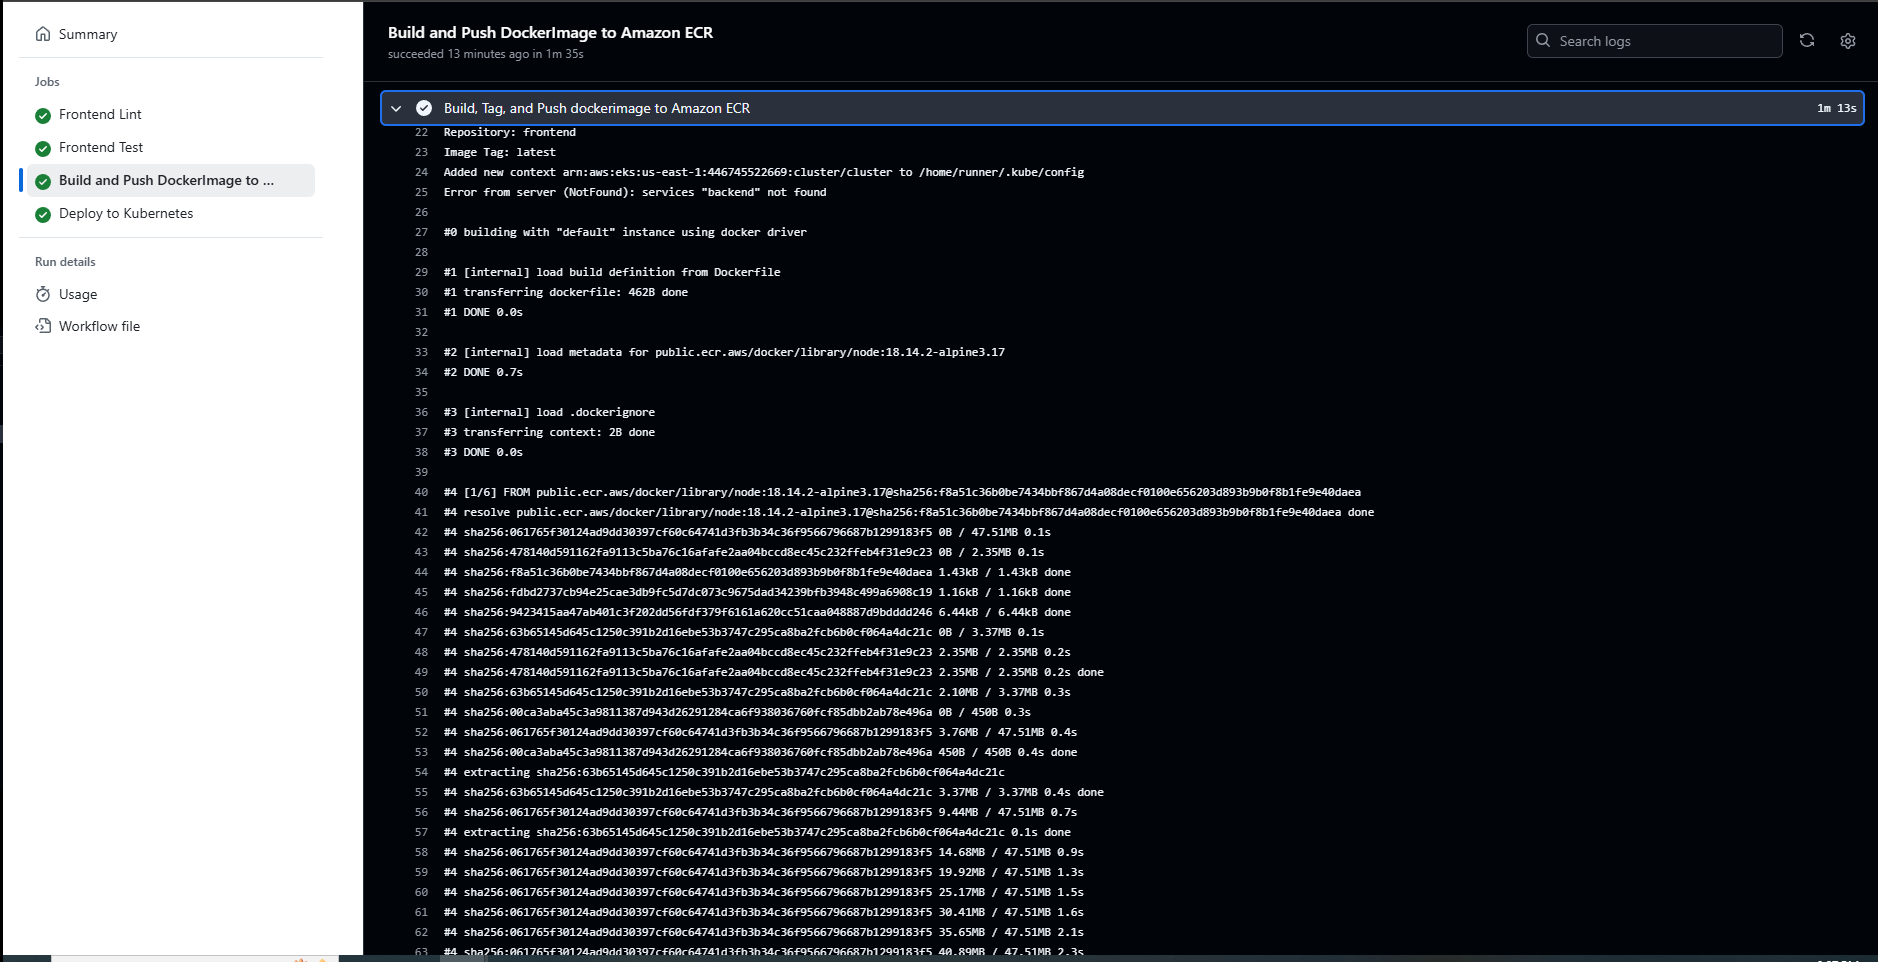 Summary
Jobs
Frontend Lint
Frontend Test
Build and Push DockerImage to ...
Deploy to Kubernetes
Run details
Usage
Workflow file
Build and Push DockerImage to Amazon ECR
succeeded 13 minutes ago in 1m 35s
Search logs
Build, Tag, and Push dockerimage to Amazon ECR 1m 13s
22 Repository: frontend
23 Image Tag: latest
24 Added new context arn:aws:eks:us-east-1:446745522669:cluster/cluster to /home/runner/.kube/config
25 Error from server (NotFound): services "backend" not found
26
27 #0 building with "default" instance using docker driver
28
29 #1 [internal] load build definition from Dockerfile
30 #1 transferring dockerfile: 462B done
31 #1 DONE 0.0s
32
33 #2 [internal] load metadata for public.ecr.aws/docker/library/node:18.14.2-alpine3.17
34 #2 DONE 0.7s
35
36 #3 [internal] load .dockerignore
37 #3 transferring context: 2B done
38 #3 DONE 0.0s
39
40 #4 [1/6] FROM public.ecr.aws/docker/library/node:18.14.2-alpine3.17@sha256:f8a51c36b0be7434bbf867d4a08decf0100e656203d893b9b0f8b1fe9e40daea
41 #4 resolve public.ecr.aws/docker/library/node:18.14.2-alpine3.17@sha256:f8a51c36b0be7434bbf867d4a08decf0100e656203d893b9b0f8b1fe9e40daea done
42 #4 sha256:061765f30124ad9dd30397cf60c64741d3fb3b34c36f9566796687b1299183f5 0B / 47.51MB 0.1s
43 #4 sha256:478140d591162fa9113c5ba76c16afafe2aa04bccd8ec45c232ffeb4f31e9c23 0B / 2.35MB 0.1s
44 #4 sha256:f8a51c36b0be7434bbf867d4a08decf0100e656203d893b9b0f8b1fe9e40daea 1.43kB / 1.43kB done
45 #4 sha256:fdbd2737cb94e25cae3db9fc5d7dc073c9675dad34239bfb3948c499a6908c19 1.16kB / 1.16kB done
46 #4 sha256:9423415aa47ab401c3f202dd56fdf379f6161a620cc51caa048887d9bdddd246 6.44kB / 6.44kB done
47 #4 sha256:63b65145d645c1250c391b2d16ebe53b3747c295ca8ba2fcb6b0cf064a4dc21c 0B / 3.37MB 0.1s
48 #4 sha256:478140d591162fa9113c5ba76c16afafe2aa04bccd8ec45c232ffeb4f31e9c23 2.35MB / 2.35MB 0.2s
49 #4 sha256:478140d591162fa9113c5ba76c16afafe2aa04bccd8ec45c232ffeb4f31e9c23 2.35MB / 2.35MB 0.2s done
50 #4 sha256:63b65145d645c1250c391b2d16ebe53b3747c295ca8ba2fcb6b0cf064a4dc21c 2.10MB / 3.37MB 0.3s
51 #4 sha256:00ca3aba45c3a9811387d943d26291284ca6f938036760fcf85dbb2ab78e496a 0B / 450B 0.3s
52 #4 sha256:061765f30124ad9dd30397cf60c64741d3fb3b34c36f9566796687b1299183f5 3.76MB / 47.51MB 0.4s
53 #4 sha256:00ca3aba45c3a9811387d943d26291284ca6f938036760fcf85dbb2ab78e496a 450B / 450B 0.4s done
54 #4 extracting sha256:63b65145d645c1250c391b2d16ebe53b3747c295ca8ba2fcb6b0cf064a4dc21c
55 #4 sha256:63b65145d645c1250c391b2d16ebe53b3747c295ca8ba2fcb6b0cf064a4dc21c 3.37MB / 3.37MB 0.4s done
56 #4 sha256:061765f30124ad9dd30397cf60c64741d3fb3b34c36f9566796687b1299183f5 9.44MB / 47.51MB 0.7s
57 #4 extracting sha256:63b65145d645c1250c391b2d16ebe53b3747c295ca8ba2fcb6b0cf064a4dc21c 0.1s done
58 #4 sha256:061765f30124ad9dd30397cf60c64741d3fb3b34c36f9566796687b1299183f5 14.68MB / 47.51MB 0.9s
59 #4 sha256:061765f30124ad9dd30397cf60c64741d3fb3b34c36f9566796687b1299183f5 19.92MB / 47.51MB 1.3s
60 #4 sha256:061765f30124ad9dd30397cf60c64741d3fb3b34c36f9566796687b1299183f5 25.17MB / 47.51MB 1.5s
61 #4 sha256:061765f30124ad9dd30397cf60c64741d3fb3b34c36f9566796687b1299183f5 30.41MB / 47.51MB 1.6s
62 #4 sha256:061765f30124ad9dd30397cf60c64741d3fb3b34c36f9566796687b1299183f5 35.65MB / 47.51MB 2.1s
63 #4 sha256:061765f30124ad9dd30397cf60c64741d3fb3b34c36f9566796687b1299183f5 40.89MB / 47.51MB 2.3s